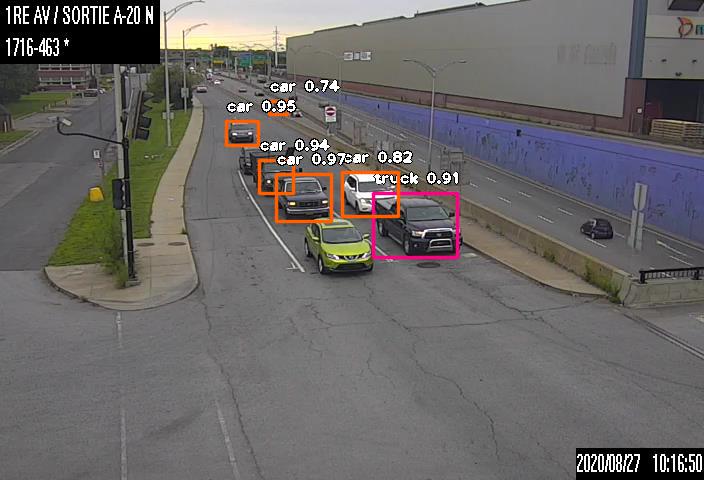 1RE AV / SORTIE A-20 N
1716-463 *
car 0.74
car 0.95
car 0.94
car 0.97
car 0.82
truck 0.91
2020/08/27 10:16:50